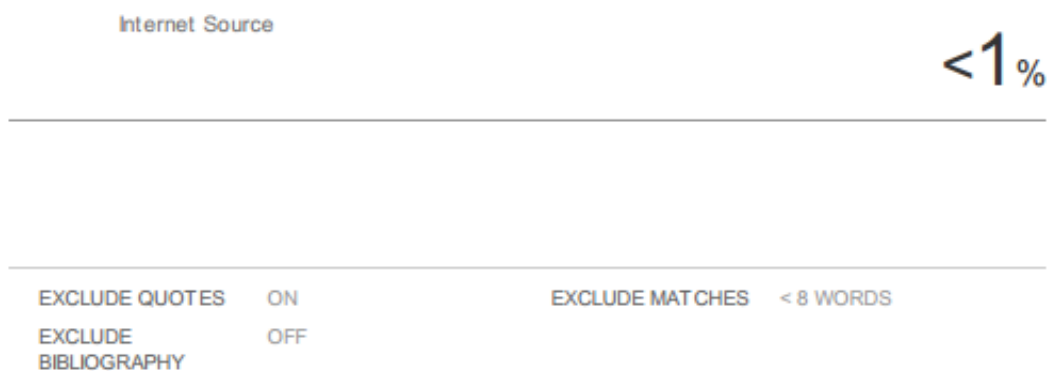 Internet Source
<1%
EXCLUDE QUOTES ON
EXCLUDE MATCHES < 8 WORDS
EXCLUDE OFF
BIBLIOGRAPHY